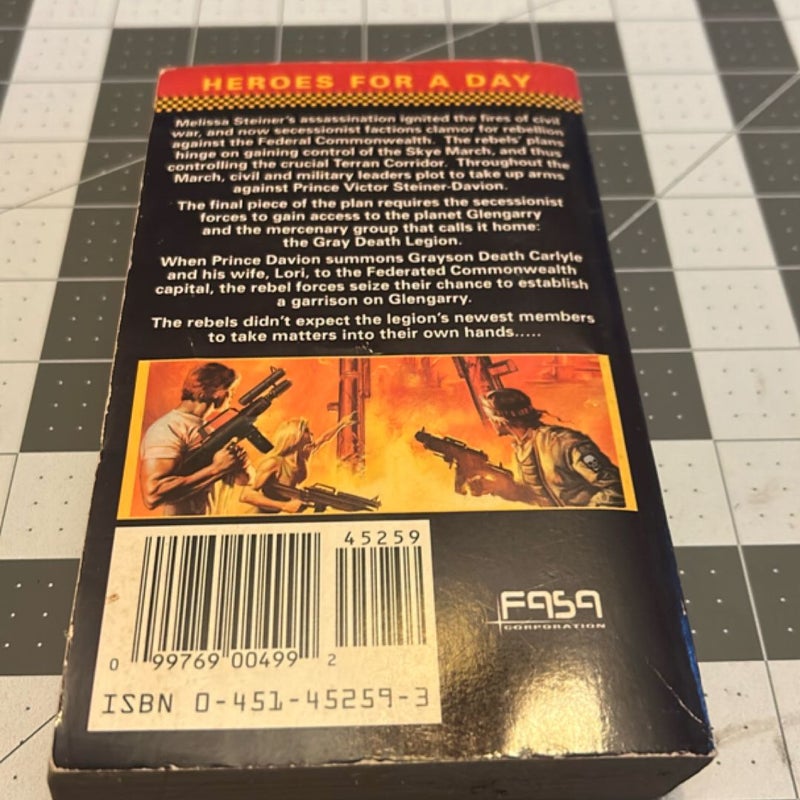 HEROES FOR A DAY
Melissa Steiner's assassination ignited the fires of civil
war, and now secessionist factions clamor for rebellion
against the Federal Commonwealth. The rebels' plans
hinge on gaining control of the Skye March, and thus
controlling the crucial Terran Corridor. Throughout the
March, civil and military leaders plot to take up arms
against Prince Victor Steiner-Davion.
The final piece of the plan requires the secessionist
forces to gain access to the planet Glengarry
and the mercenary group that calls it home:
the Gray Death Legion.
When Prince Davion summons Grayson Death Carlyle
and his wife, Lori, to the Federated Commonwealth
capital, the rebel forces seize their chance to establish
a garrison on Glengarry.
The rebels didn't expect the legion's newest members
to take matters into their own hands.....
45259
0 99769 00499 2
ISBN 0-451-45259-3
FASA
CORPORATION